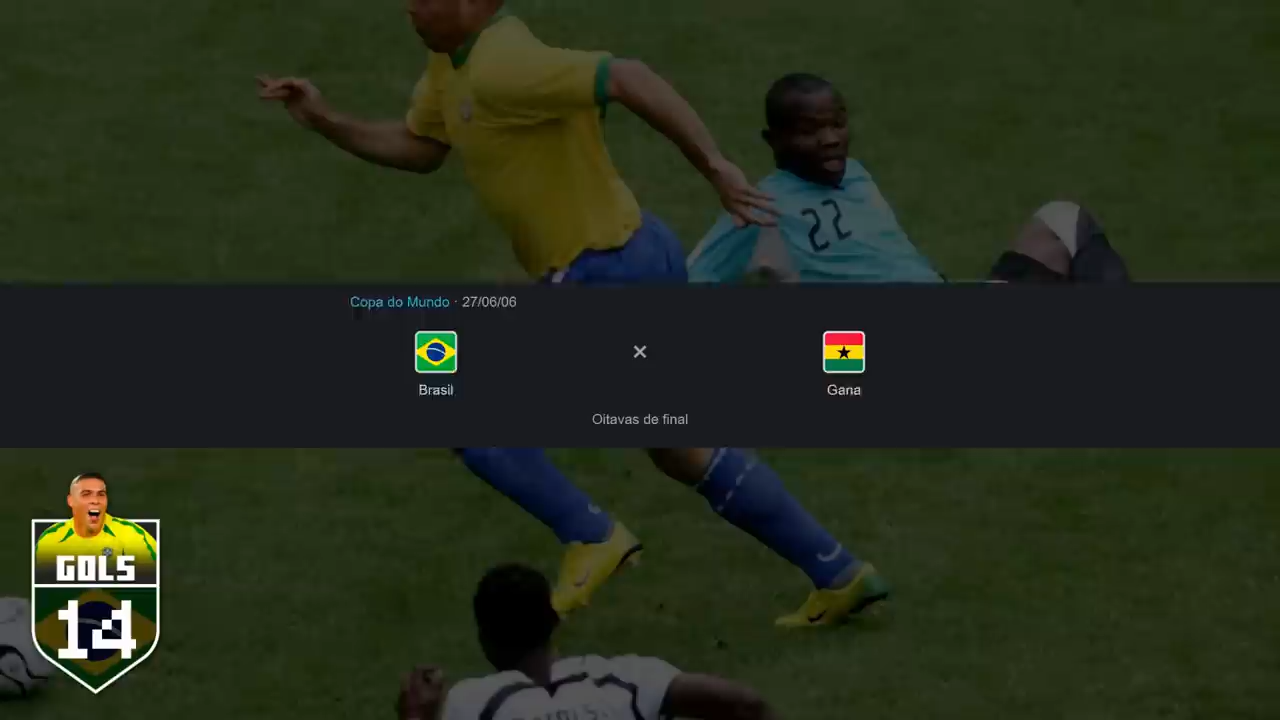 22
Copa do Mundo · 27/06/06
×
Brasil
Gana
Oitavas de final
GOLS
14